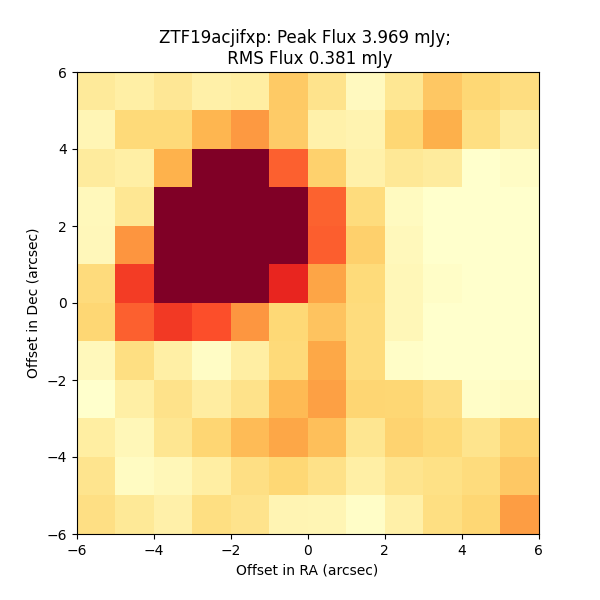 ZTF19acjifxp: Peak Flux 3.969 mJy;
RMS Flux 0.381 mJy
6
4
2
0
−2
−4
−6
Offset in Dec (arcsec)
−6 −4 −2 0 2 4 6
Offset in RA (arcsec)